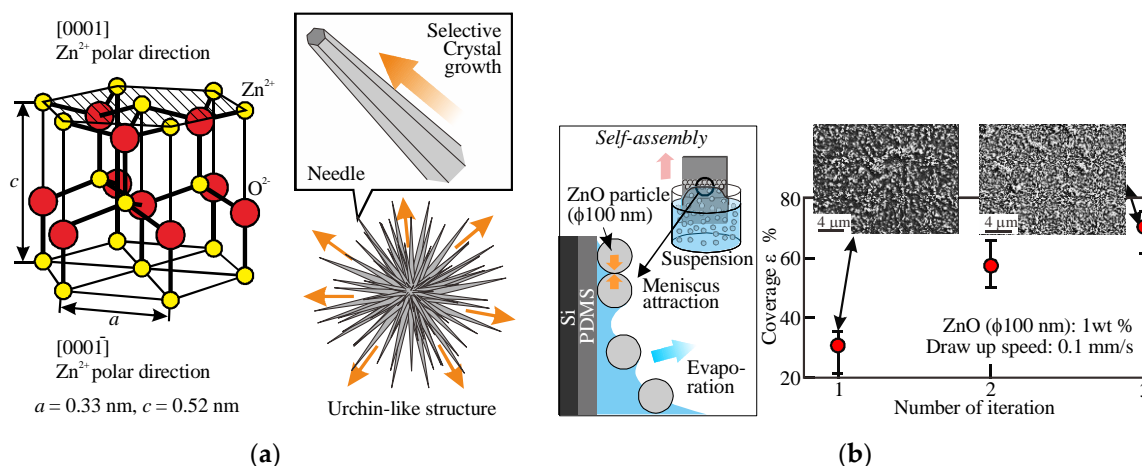 [0001]
Zn²⁺ polar direction
Zn²⁺
c
O²⁻
a
[0001̄]
Zn²⁺ polar direction
a = 0.33 nm, c = 0.52 nm
Selective
Crystal
growth
Needle
Urchin-like structure
(a)
Self-assembly
ZnO particle
(ϕ100 nm)
Suspension
Meniscus
attraction
Si
PDMS
Evapo-
ration
Coverage ε %
80
60
40
20
4 μm
4 μm
ZnO (ϕ100 nm): 1wt %
Draw up speed: 0.1 mm/s
1
2
Number of iteration
(b)